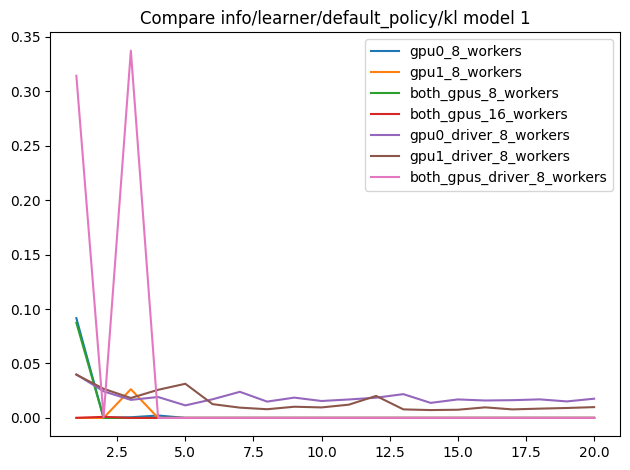 Compare info/learner/default_policy/kl model 1
0.35
0.30
0.25
0.20
0.15
0.10
0.05
0.00
gpu0_8_workers
gpu1_8_workers
both_gpus_8_workers
both_gpus_16_workers
gpu0_driver_8_workers
gpu1_driver_8_workers
both_gpus_driver_8_workers
2.5 5.0 7.5 10.0 12.5 15.0 17.5 20.0